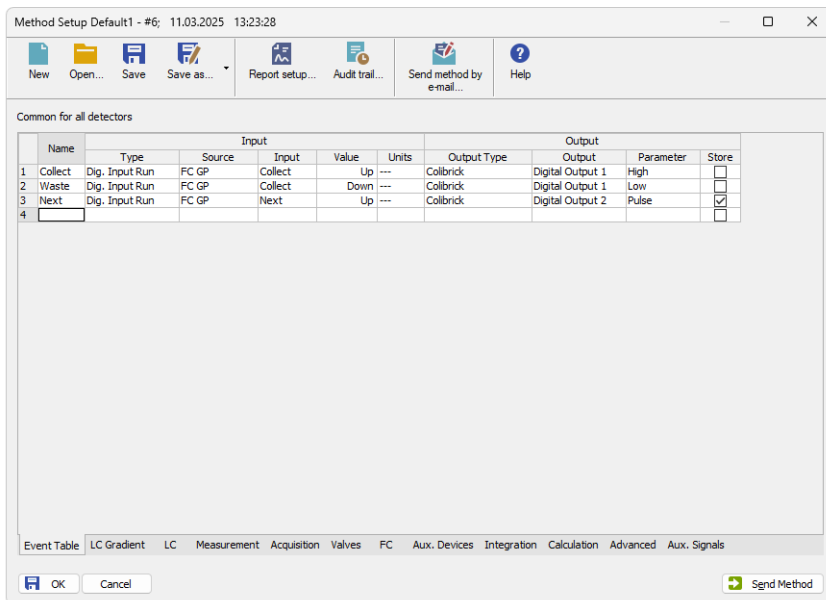 Method Setup Default1 - #6;  11.03.2025  13:23:28
New Open... Save Save as... Report setup... Audit trail... Send method by e-mail... Help
Common for all detectors
Name Input Output
Type Source Input Value Units Output Type Output Parameter Store
1 Collect Dig. Input Run FC GP Collect Up --- Colibrick Digital Output 1 High
2 Waste Dig. Input Run FC GP Collect Down --- Colibrick Digital Output 1 Low
3 Next Dig. Input Run FC GP Next Up --- Colibrick Digital Output 2 Pulse
4
Event Table LC Gradient LC Measurement Acquisition Valves FC Aux. Devices Integration Calculation Advanced Aux. Signals
OK Cancel Send Method